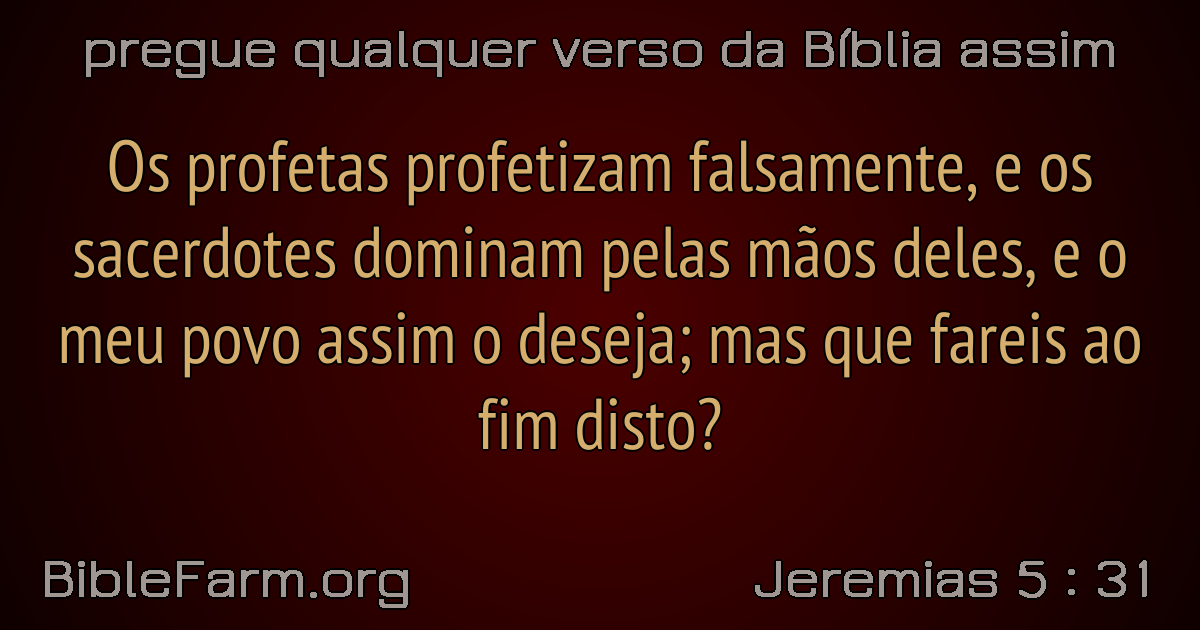 pregue qualquer verso da Bíblia assim
Os profetas profetizam falsamente, e os
sacerdotes dominam pelas mãos deles, e o
meu povo assim o deseja; mas que fareis ao
fim disto?
BibleFarm.org
Jeremias 5 : 31